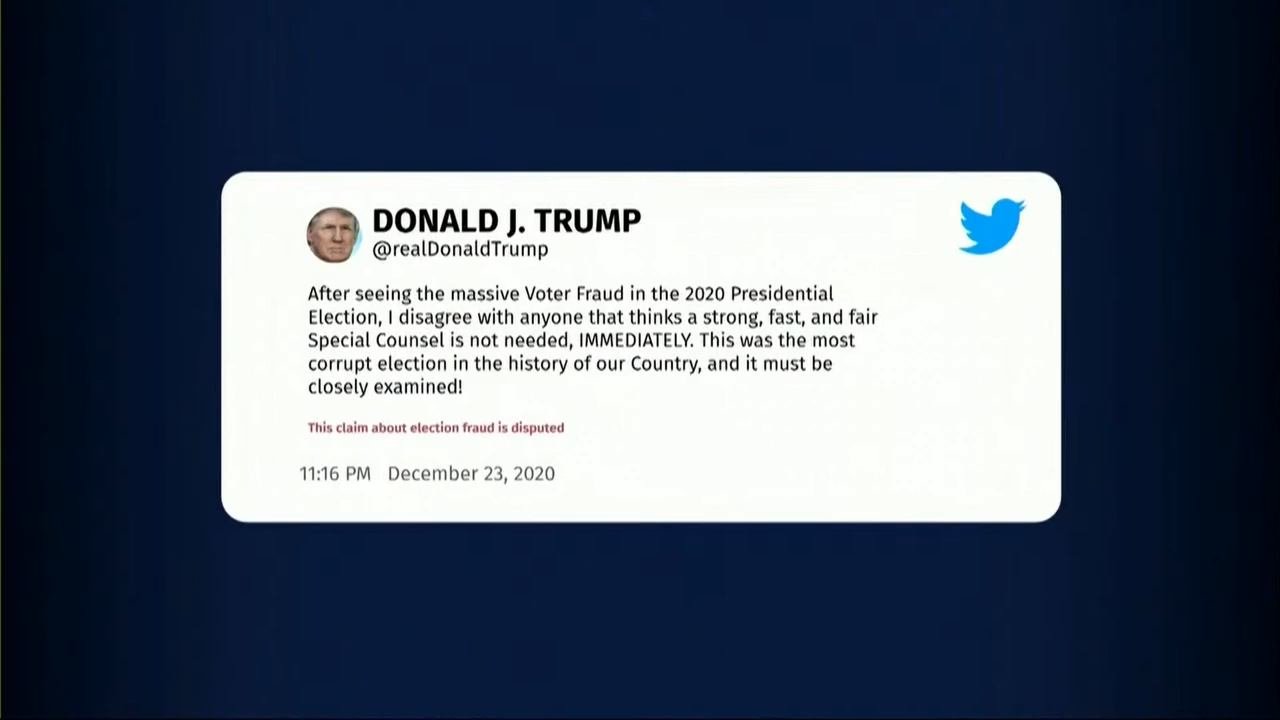 DONALD J. TRUMP
@realDonaldTrump
After seeing the massive Voter Fraud in the 2020 Presidential
Election, I disagree with anyone that thinks a strong, fast, and fair
Special Counsel is not needed, IMMEDIATELY. This was the most
corrupt election in the history of our Country, and it must be
closely examined!
This claim about election fraud is disputed
11:16 PM December 23, 2020